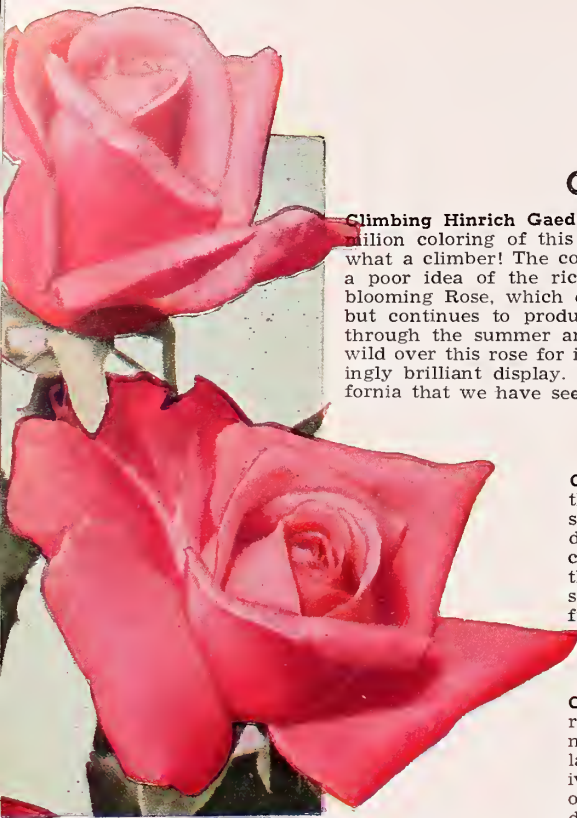 C
Climbing Hinrich Gaed
milion coloring of this
what a climber! The co
a poor idea of the ric
blooming Rose, which
but continues to produ
through the summer an
wild over this rose for i
ingly brilliant display.
fornia that we have see
C
t
s
d
c
t
s
f
C
r
n
la
iv
o
d